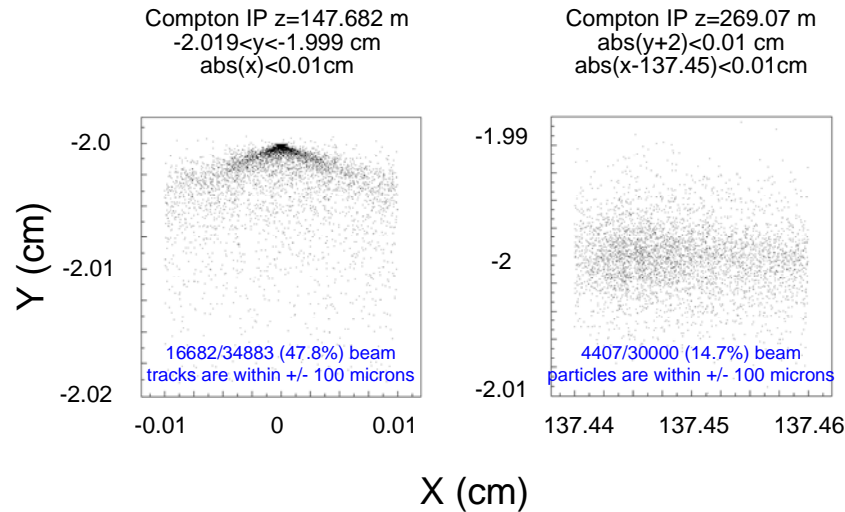 Compton IP z=147.682 m
-2.019<y<-1.999 cm
abs(x)<0.01cm
Compton IP z=269.07 m
abs(y+2)<0.01 cm
abs(x-137.45)<0.01cm
Y (cm)
-2.0
-2.01
-2.02
16682/34883 (47.8%) beam
tracks are within +/- 100 microns
-0.01
0
0.01
-1.99
-2
-2.01
4407/30000 (14.7%) beam
particles are within +/- 100 microns
137.44
137.45
137.46
X (cm)